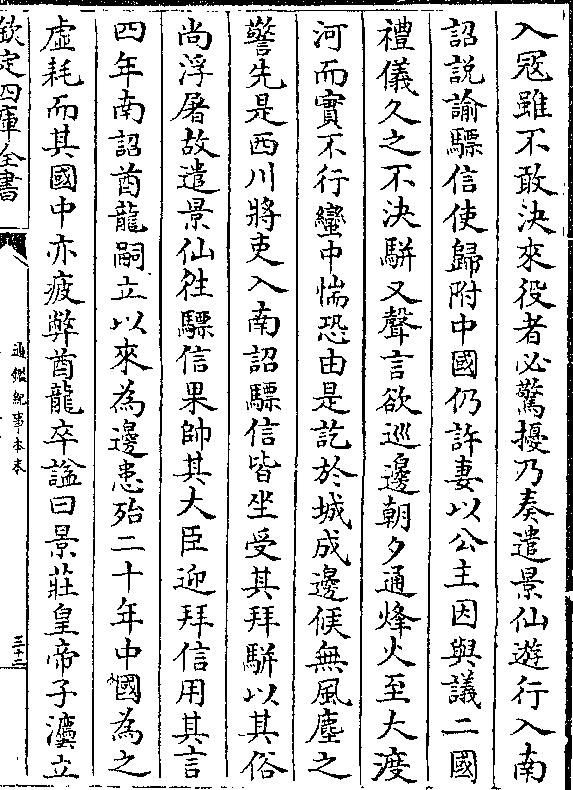 入冦雖不敢決來役者必驚擾乃奏遣景仙遊行入南
詔説諭驃信使歸附中國仍許妻以公主因與議二國
禮儀久之不決駢又聲言欲巡邊朝夕通烽火至大渡
河而實不行蠻中惴恐由是訖於城成邊候無風塵之
警先是西川將吏入南詔驃信皆坐受其拜駢以其俗
尚浮屠故遣景仙徃驃信果帥其大臣迎拜信用其言
四年南詔酋龍嗣立以來為邊患殆二十年中國為之
虚耗而其國中亦疲弊酋龍卒諡曰景莊皇帝子灋立
欽定四庫全書
通鑑紀事本末
三十三